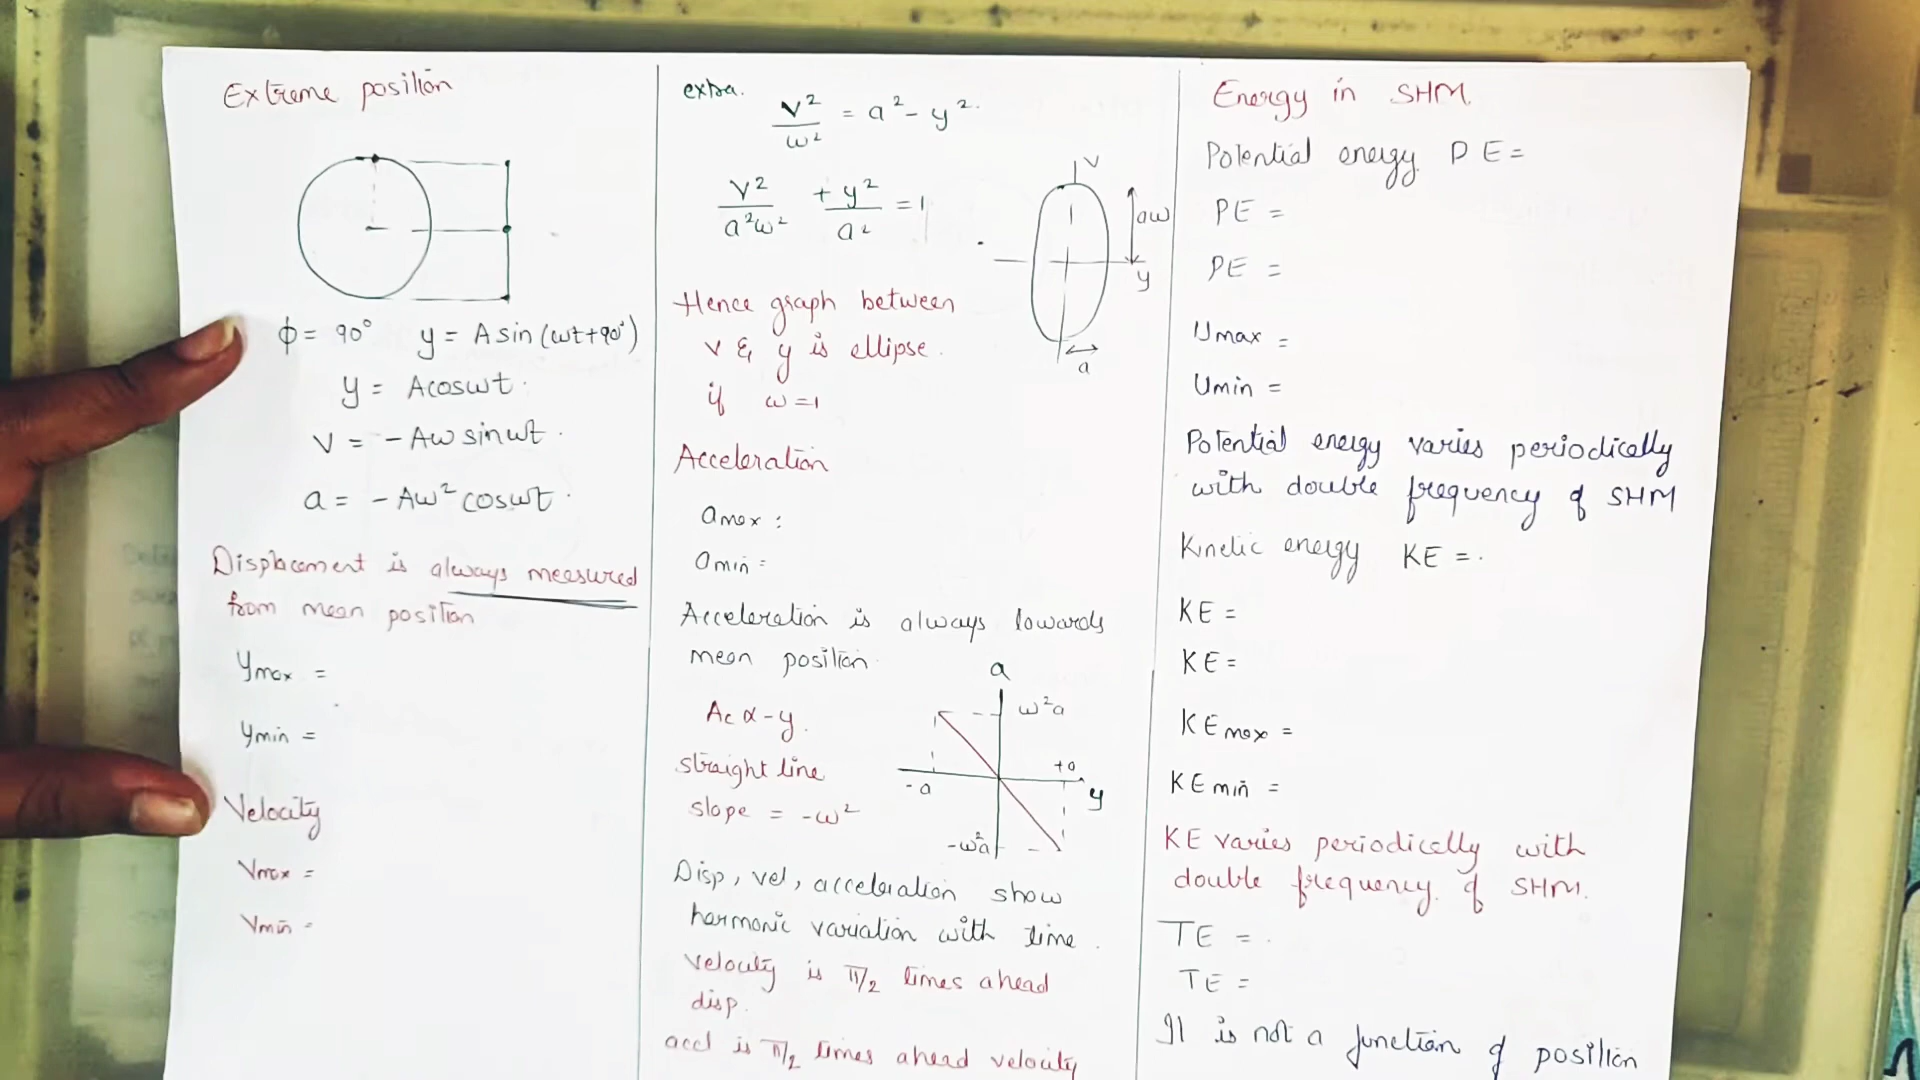 Extreme position
ϕ = 90° y = A sin (ωt+90°)
y = Acosωt.
V = -Aω sinωt.
a = -Aω² cosωt.
Displacement is always measured
from mean position
ymax =
ymin =
Velocity
Vmax =
Vmin =
extra.
V²/ω² = a² - y².
V²/a²ω² + y²/a² = 1
V
aω
y
a
Hence graph between
v & y is ellipse.
if ω=1
Acceleration
amax :
amin =
Acceleration is always towards
mean position
Ac α -y.
straight line
slope = -ω²
a
ω²a
-a
+a
y
-ω²a
Disp, vel, acceleration show
harmonic variation with time.
velocity is π/2 times ahead
disp.
accl is π/2 times ahead velocity
Energy in SHM.
Potential energy PE =
PE =
PE =
Umax =
Umin =
Potential energy varies periodically
with double frequency of SHM
Kinetic energy KE = .
KE =
KE =
KEmax =
KEmin =
KE varies periodically with
double frequency of SHM.
TE = .
TE =
It is not a function of position